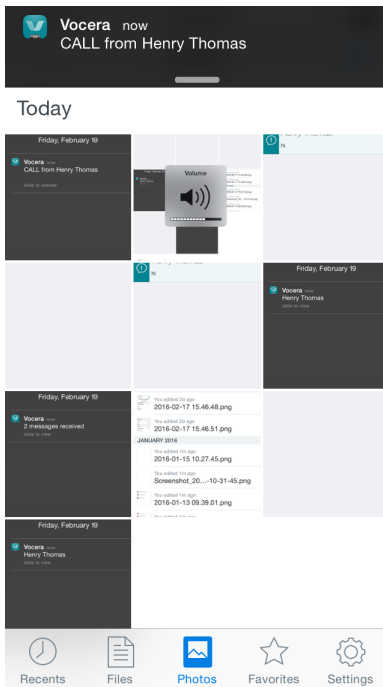 Vocera now
CALL from Henry Thomas
Today
Friday, February 19
Vocera now
CALL from Henry Thomas
slide to answer
Volume
hi
hi
Friday, February 19
Vocera now
Henry Thomas
slide to view
Friday, February 19
Vocera now
2 messages received
slide to view
You added 2d ago
2016-02-17 15.46.48.png
You added 2d ago
2016-02-17 15.46.51.png
JANUARY 2016
You added 1m ago
2016-01-15 10.27.45.png
You added 1m ago
Screenshot_20...-10-31-45.png
You added 1m ago
2016-01-13 09.39.01.png
Friday, February 19
Vocera now
Henry Thomas
slide to view
Recents Files Photos Favorites Settings